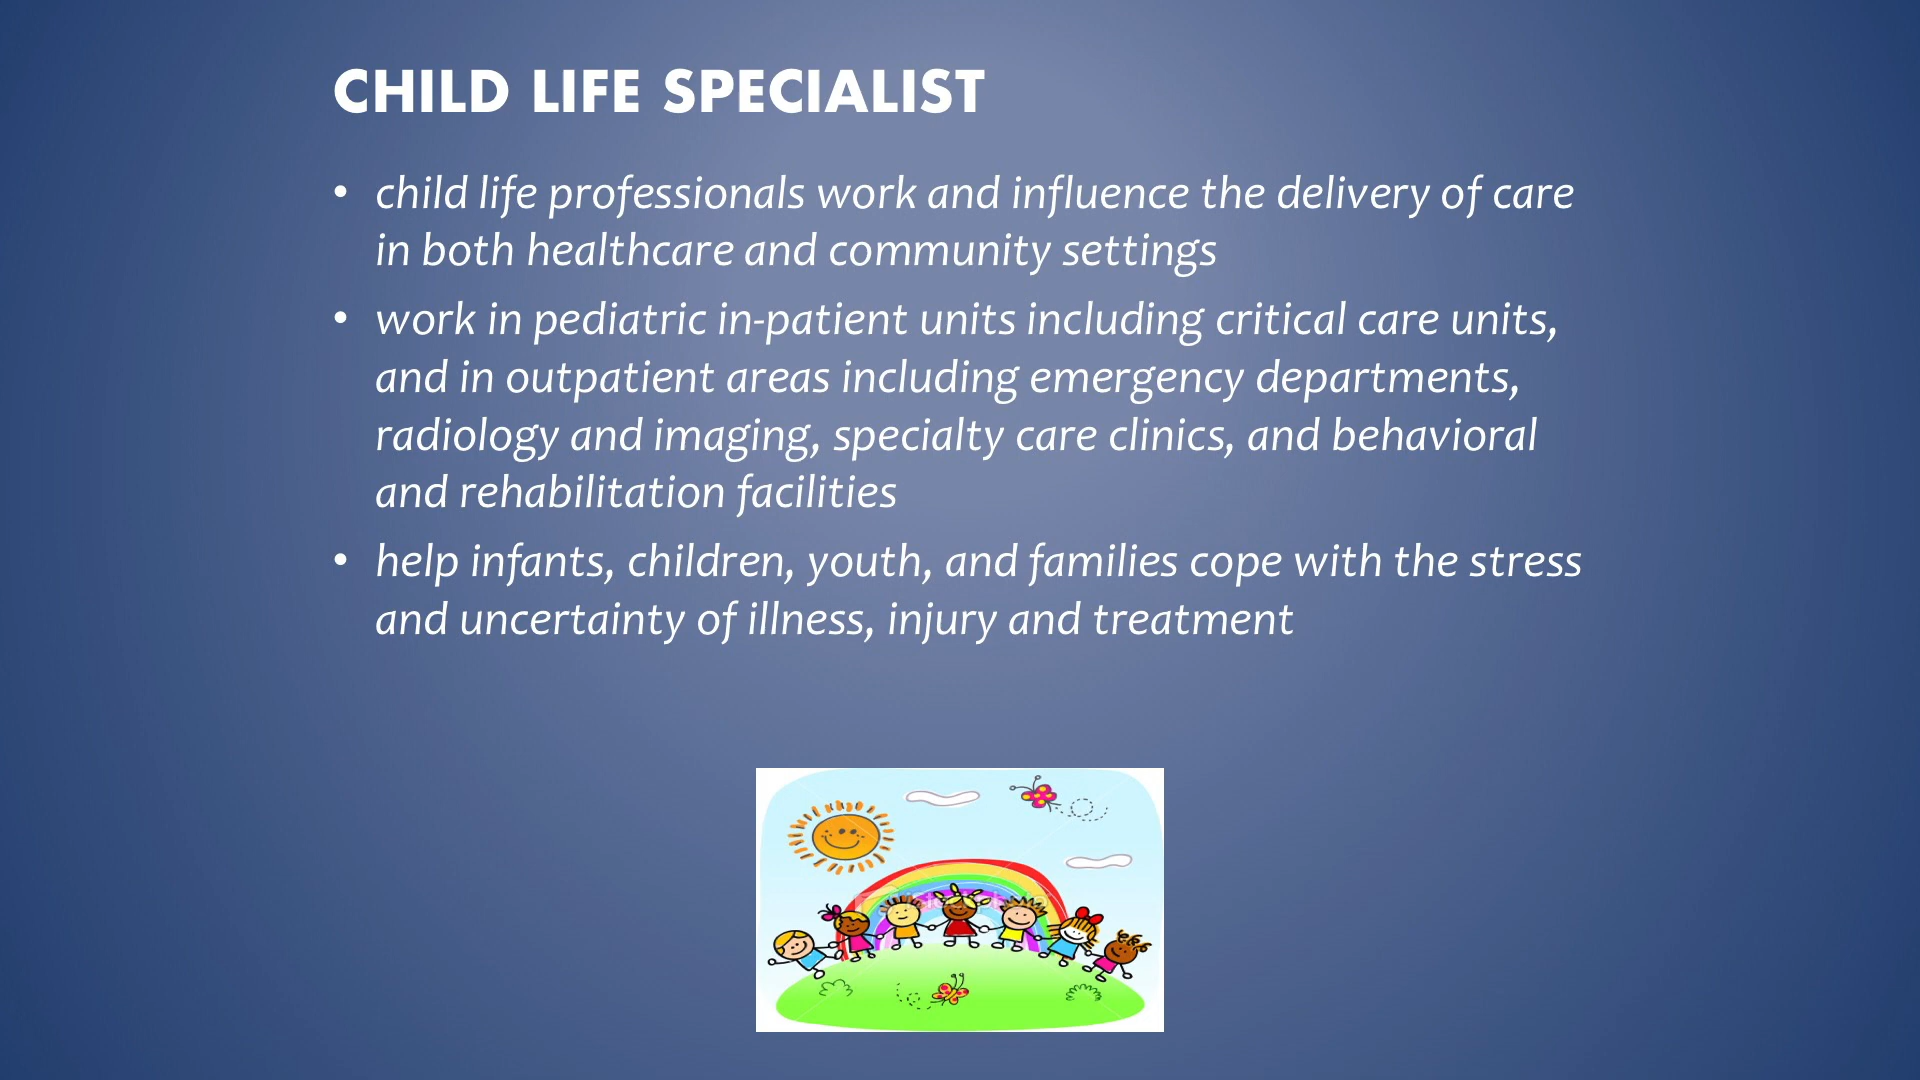 CHILD LIFE SPECIALIST
• child life professionals work and influence the delivery of care
in both healthcare and community settings
• work in pediatric in-patient units including critical care units,
and in outpatient areas including emergency departments,
radiology and imaging, specialty care clinics, and behavioral
and rehabilitation facilities
• help infants, children, youth, and families cope with the stress
and uncertainty of illness, injury and treatment